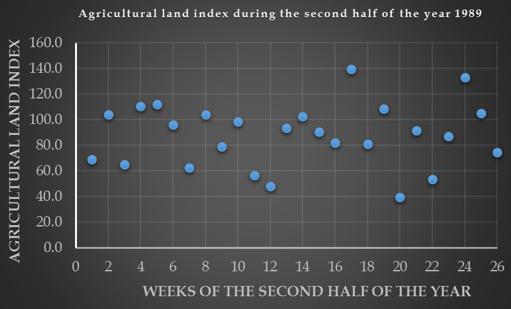 Agricultural land index during the second half of the year 1989
160.0
140.0
120.0
100.0
80.0
60.0
40.0
20.0
0.0
AGRICULTURAL LAND INDEX
0 2 4 6 8 10 12 14 16 18 20 22 24 26
WEEKS OF THE SECOND HALF OF THE YEAR